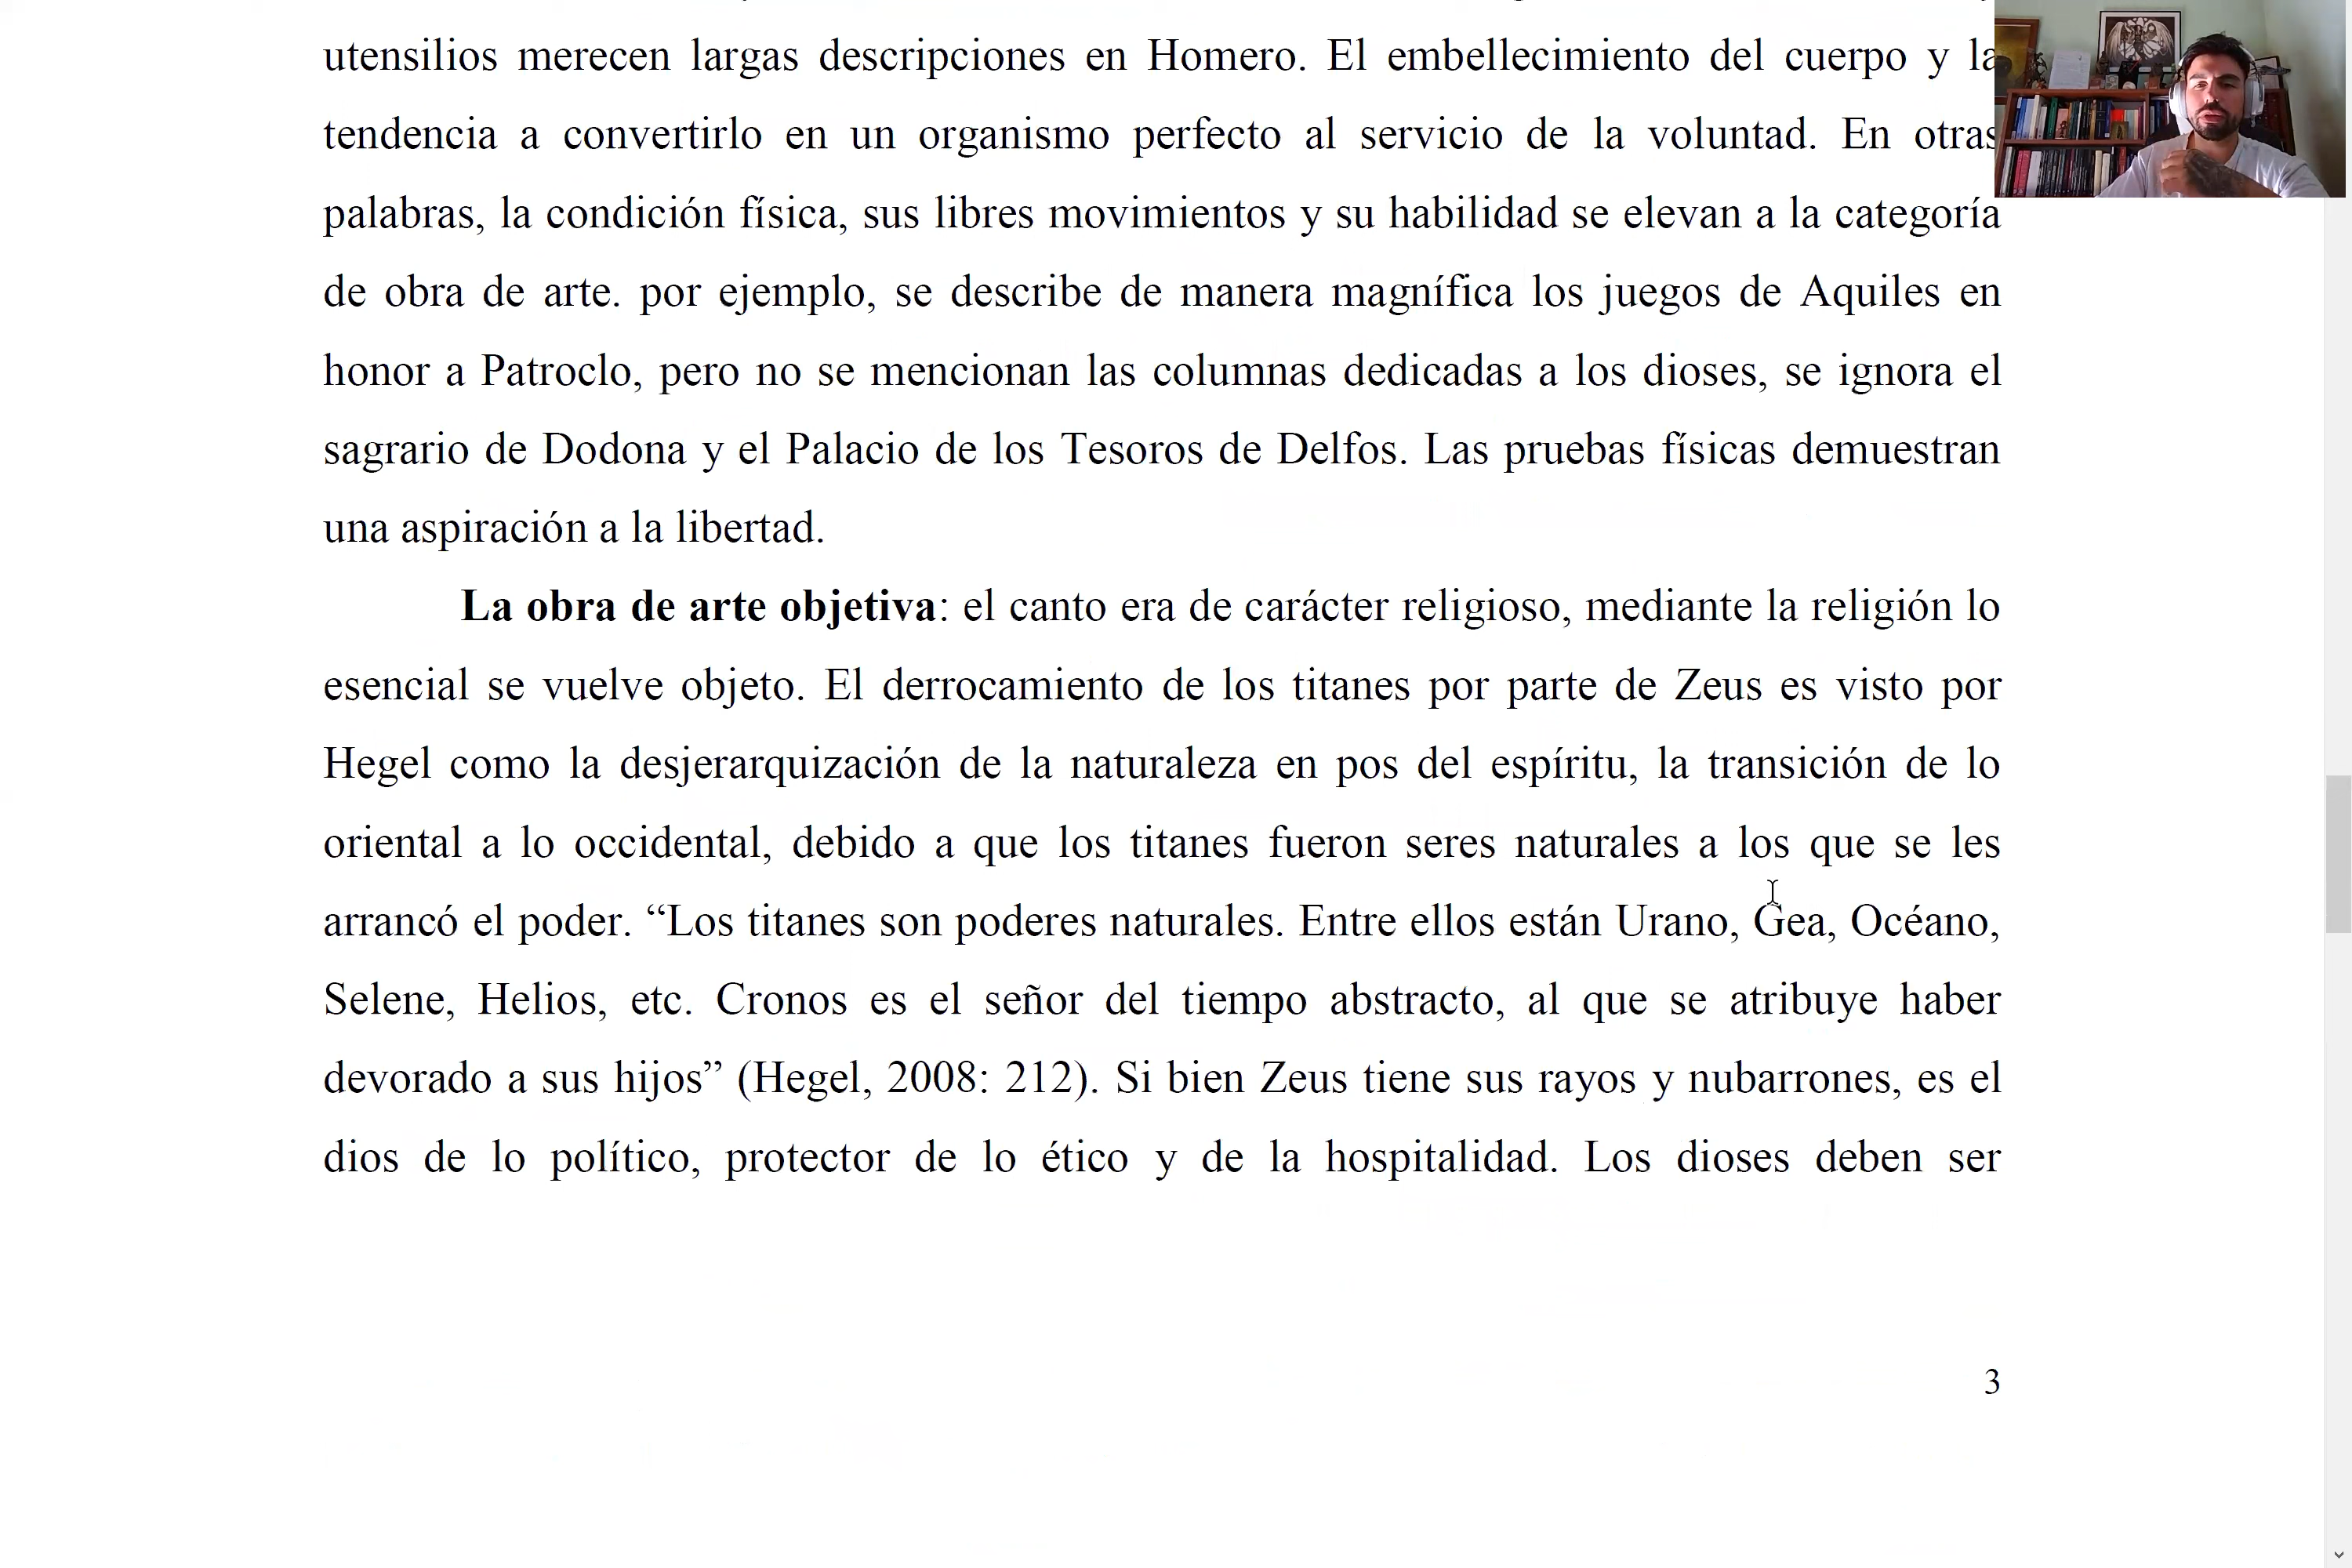 utensilios merecen largas descripciones en Homero. El embellecimiento del cuerpo y la
tendencia a convertirlo en un organismo perfecto al servicio de la voluntad. En otras
palabras, la condición física, sus libres movimientos y su habilidad se elevan a la categoría
de obra de arte. por ejemplo, se describe de manera magnífica los juegos de Aquiles en
honor a Patroclo, pero no se mencionan las columnas dedicadas a los dioses, se ignora el
sagrario de Dodona y el Palacio de los Tesoros de Delfos. Las pruebas físicas demuestran
una aspiración a la libertad.
La obra de arte objetiva: el canto era de carácter religioso, mediante la religión lo
esencial se vuelve objeto. El derrocamiento de los titanes por parte de Zeus es visto por
Hegel como la desjerarquización de la naturaleza en pos del espíritu, la transición de lo
oriental a lo occidental, debido a que los titanes fueron seres naturales a los que se les
arrancó el poder. “Los titanes son poderes naturales. Entre ellos están Urano, Gea, Océano,
Selene, Helios, etc. Cronos es el señor del tiempo abstracto, al que se atribuye haber
devorado a sus hijos” (Hegel, 2008: 212). Si bien Zeus tiene sus rayos y nubarrones, es el
dios de lo político, protector de lo ético y de la hospitalidad. Los dioses deben ser
3